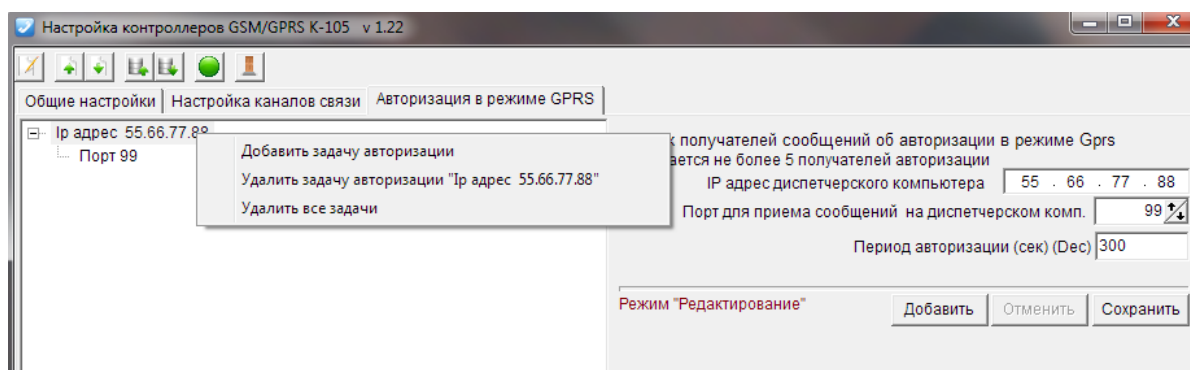 Настройка контроллеров GSM/GPRS K-105 v 1.22
Общие настройки Настройка каналов связи Авторизация в режиме GPRS
Ip адрес 55.66.77.88
Порт 99
Добавить задачу авторизации
Удалить задачу авторизации "Ip адрес 55.66.77.88"
Удалить все задачи
получателей сообщений об авторизации в режиме Gprs
не более 5 получателей авторизации
IP адрес диспетчерского компьютера 55 . 66 . 77 . 88
Порт для приема сообщений на диспетчерском комп. 99
Период авторизации (сек) (Dec) 300
Режим "Редактирование" Добавить Отменить Сохранить